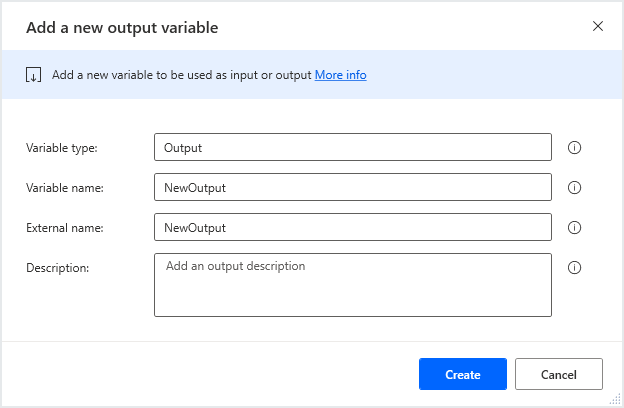 Add a new output variable
Add a new variable to be used as input or output More info
Variable type: Output
Variable name: NewOutput
External name: NewOutput
Description: Add an output description
Create Cancel